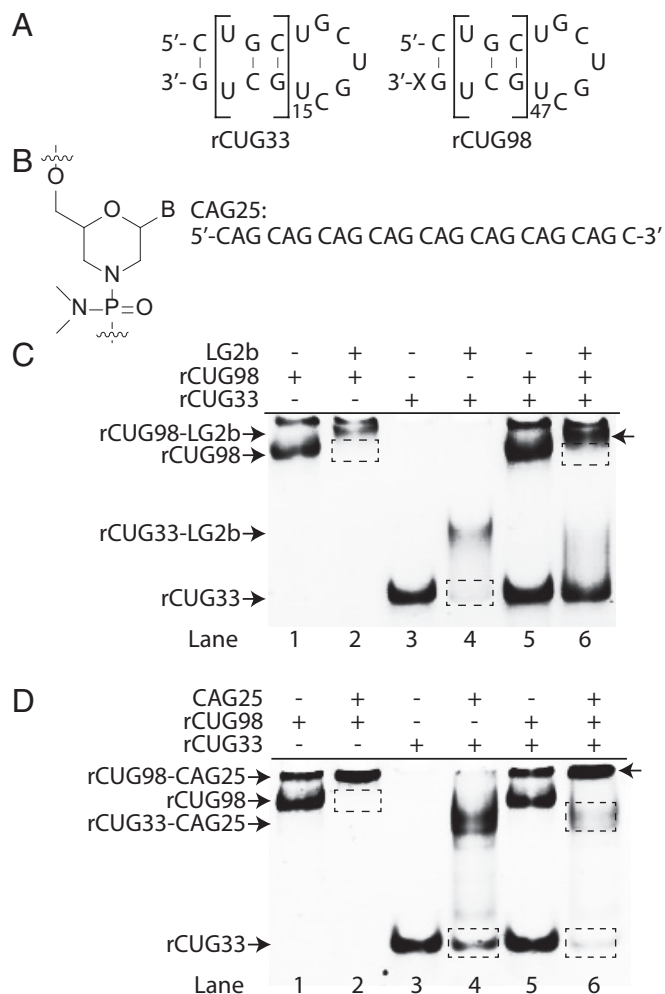 A
5′- C [ U G C ] U G C U
3′- G [ U C G ]15 U C G
rCUG33
5′- C [ U G C ] U G C U
3′-X G [ U C G ]47 U C G
rCUG98
B
O
O B
N
N–P=O
CAG25:
5′-CAG CAG CAG CAG CAG CAG CAG CAG C-3′
C
LG2b - + - + - +
rCUG98 + + - - + +
rCUG33 - - + + + +
rCUG98-LG2b
rCUG98
rCUG33-LG2b
rCUG33
Lane 1 2 3 4 5 6
D
CAG25 - + - + - +
rCUG98 + + - - + +
rCUG33 - - + + + +
rCUG98-CAG25
rCUG98
rCUG33-CAG25
rCUG33
Lane 1 2 3 4 5 6